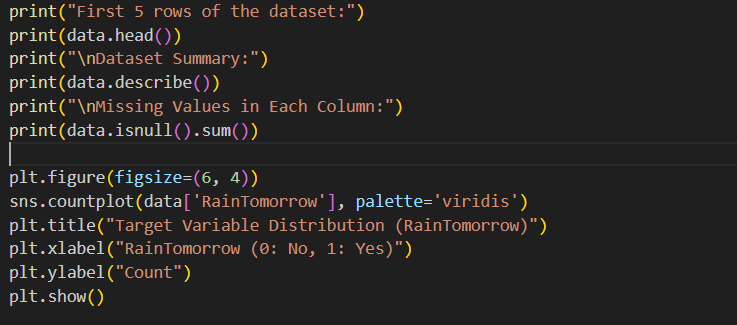 print("First 5 rows of the dataset:")
print(data.head())
print("\nDataset Summary:")
print(data.describe())
print("\nMissing Values in Each Column:")
print(data.isnull().sum())
plt.figure(figsize=(6, 4))
sns.countplot(data['RainTomorrow'], palette='viridis')
plt.title("Target Variable Distribution (RainTomorrow)")
plt.xlabel("RainTomorrow (0: No, 1: Yes)")
plt.ylabel("Count")
plt.show()